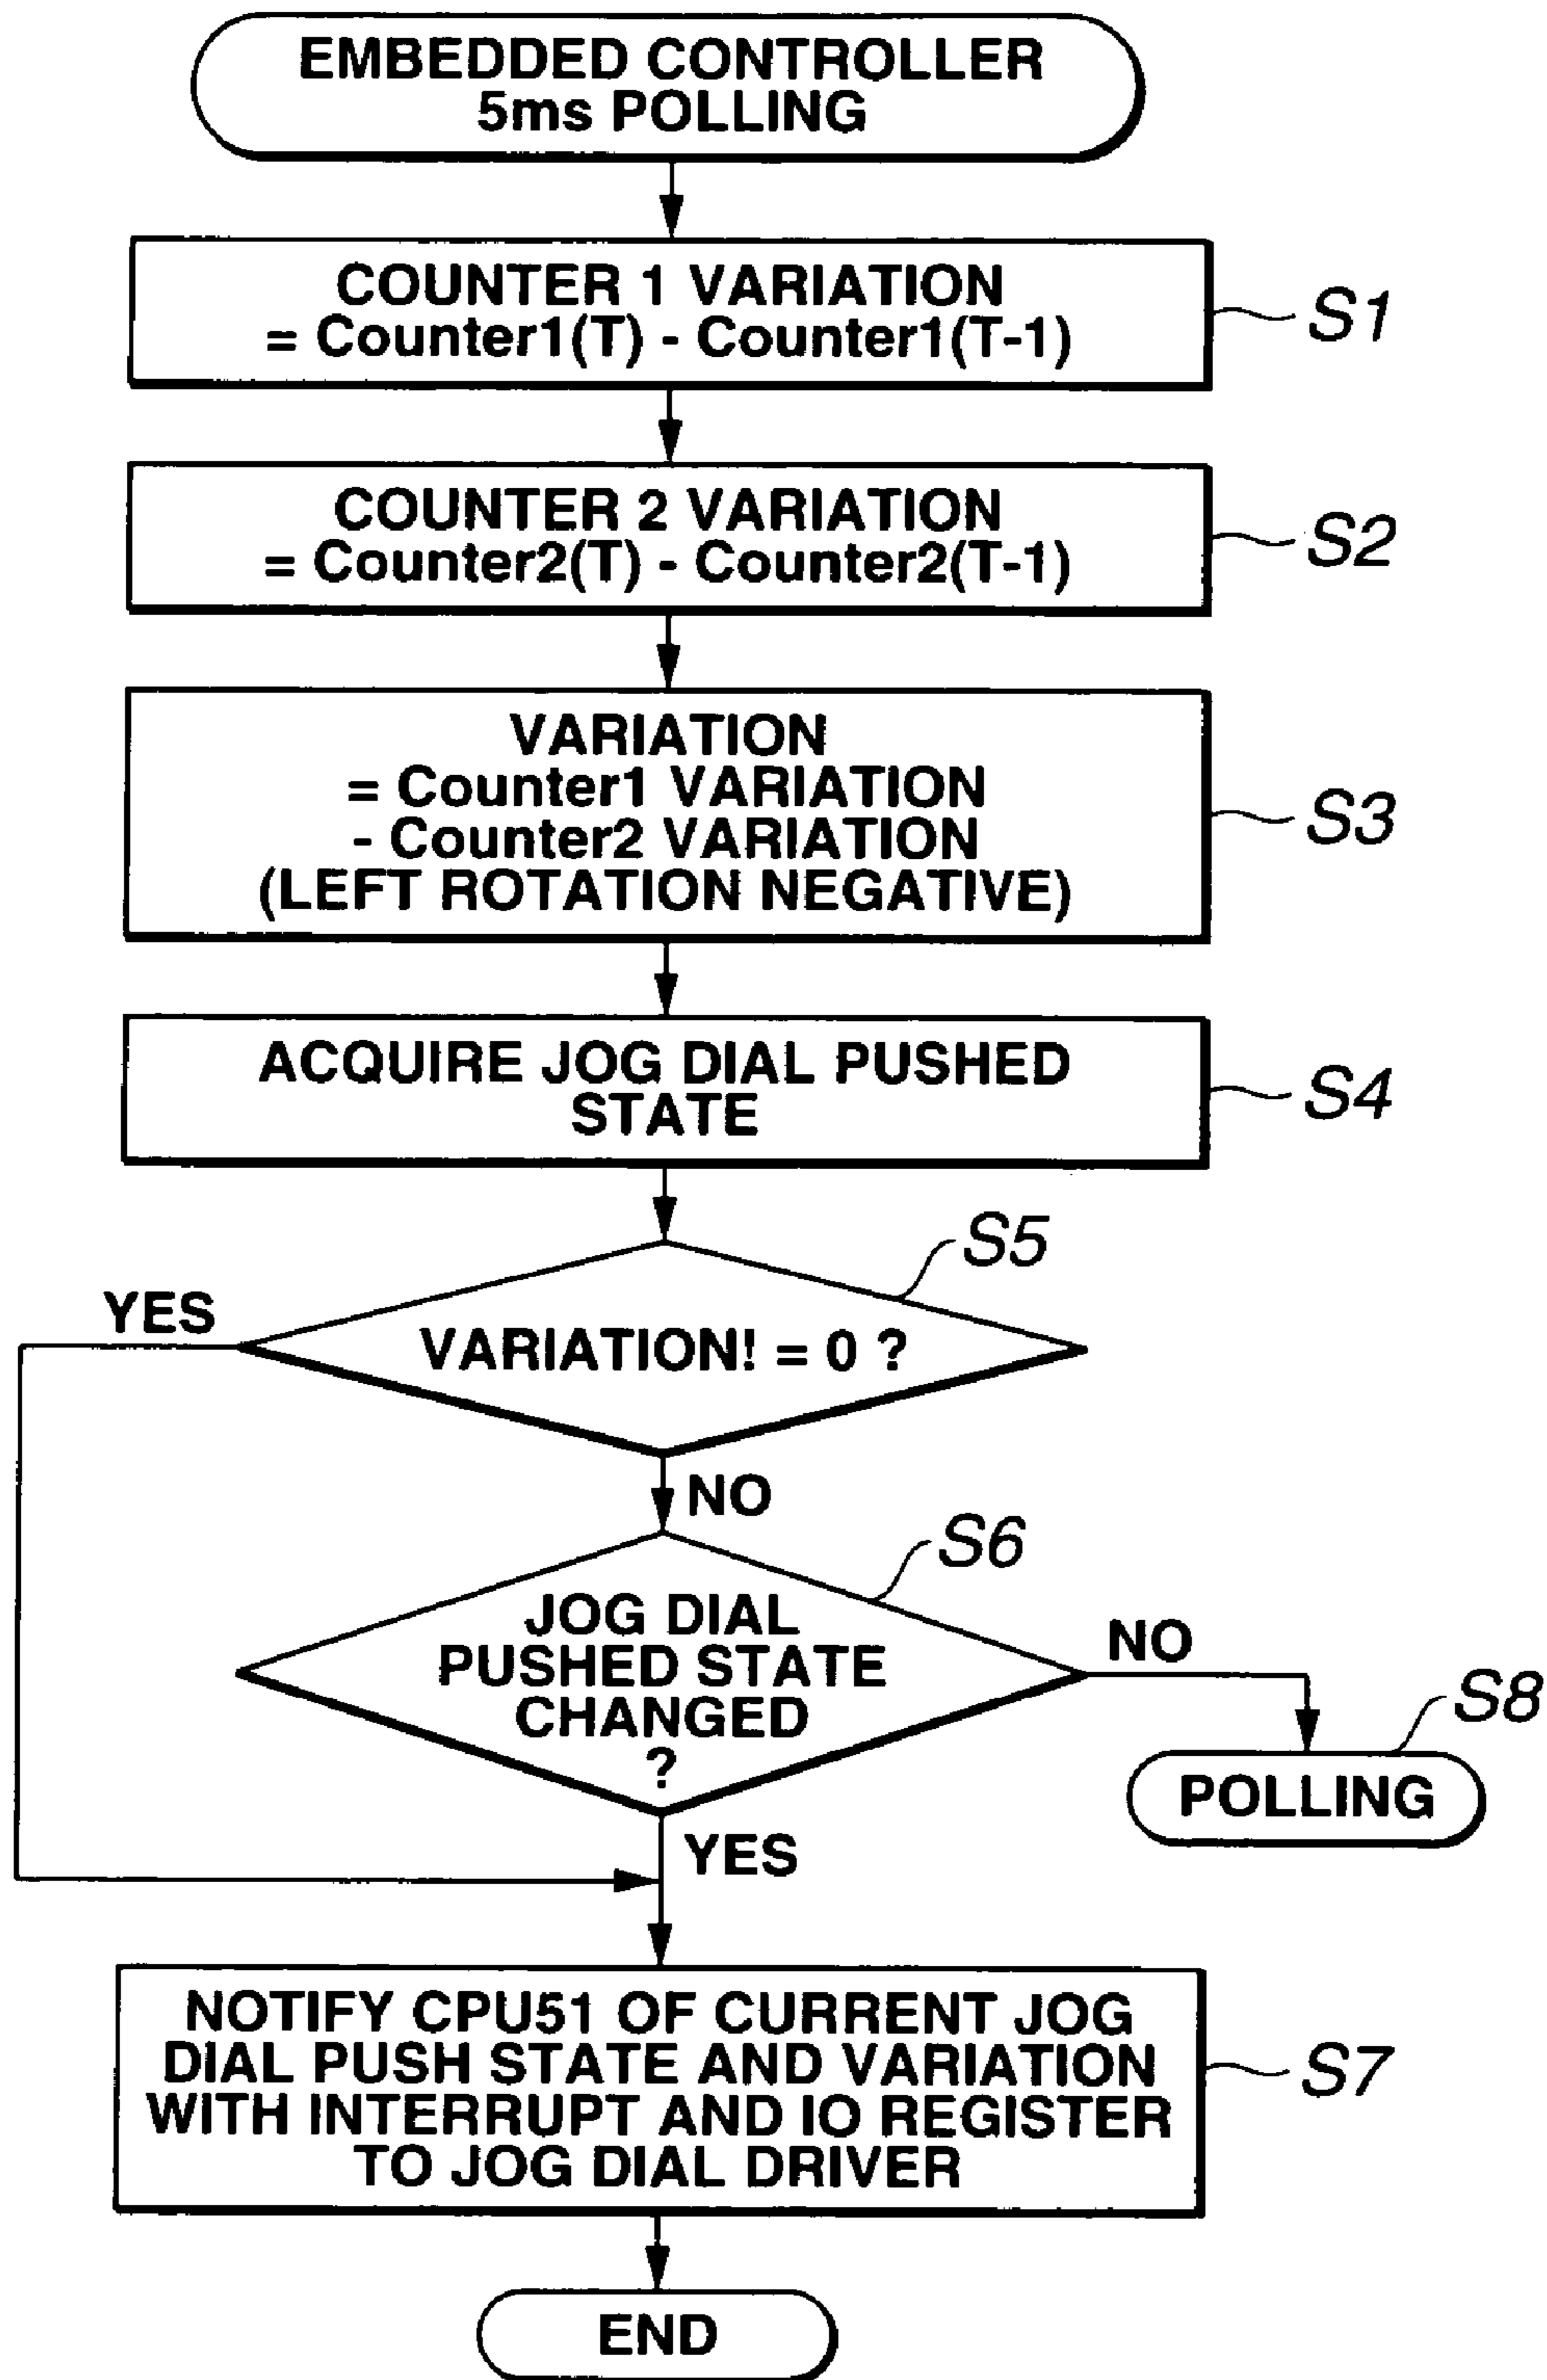 EMBEDDED CONTROLLER
5ms POLLING
COUNTER 1 VARIATION
= Counter1(T) - Counter1(T-1)
S1
COUNTER 2 VARIATION
= Counter2(T) - Counter2(T-1)
S2
VARIATION
= Counter1 VARIATION
- Counter2 VARIATION
(LEFT ROTATION NEGATIVE)
S3
ACQUIRE JOG DIAL PUSHED
STATE
S4
S5
YES
VARIATION! = 0 ?
NO
S6
JOG DIAL
PUSHED STATE
CHANGED
?
NO
S8
POLLING
YES
NOTIFY CPU51 OF CURRENT JOG
DIAL PUSH STATE AND VARIATION
WITH INTERRUPT AND IO REGISTER
TO JOG DIAL DRIVER
S7
END